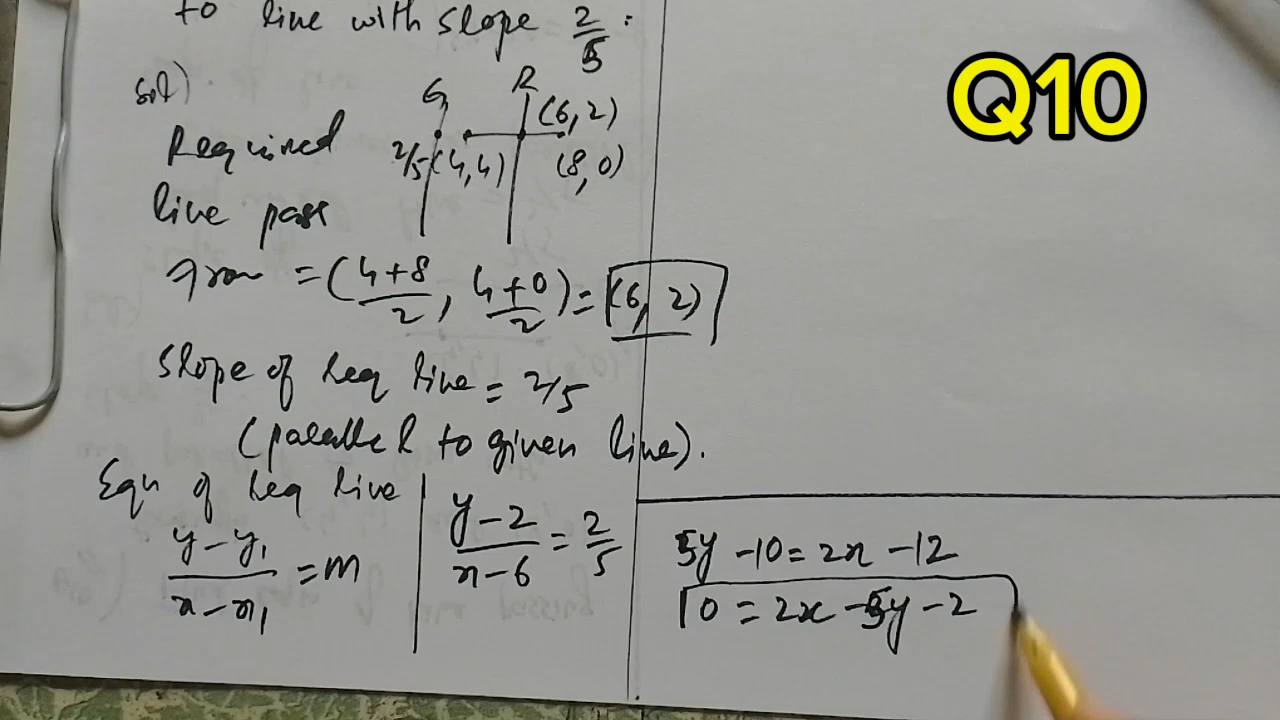 to line with slope 2/5 :
Q10
Sol)
G R
(6, 2)
Required 2/5 (4,4) (8, 0)
line pass
from = (4+8/2, 4+0/2) = (6, 2)
Slope of req line = 2/5
(parallel to given line).
Eqn of req line
y-y₁/x-x₁ = m
y-2/x-6 = 2/5
5y -10 = 2x -12
0 = 2x -5y -2